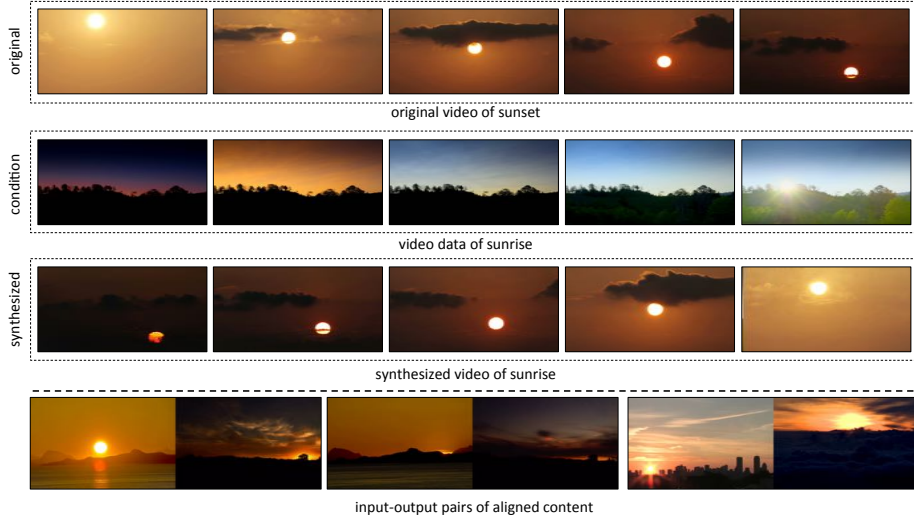 original
original video of sunset
condition
video data of sunrise
synthesized
synthesized video of sunrise
input-output pairs of aligned content